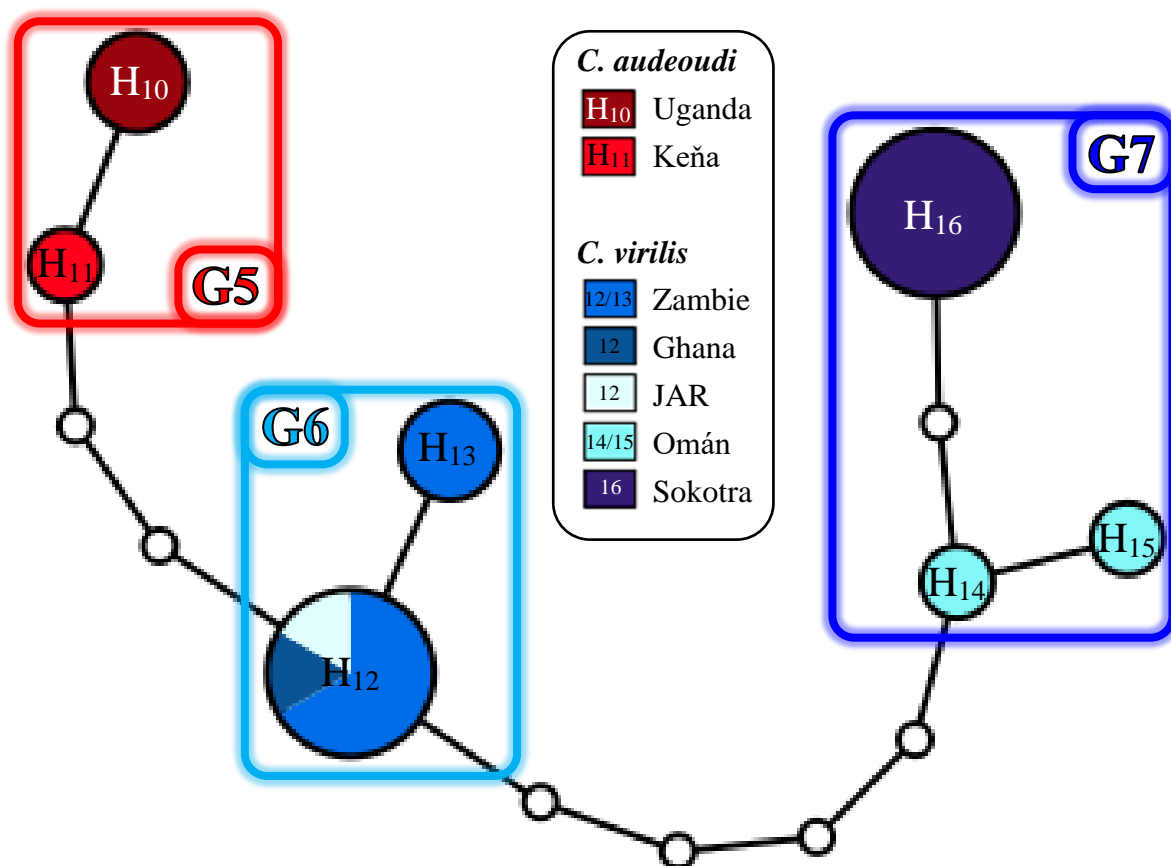 H₁₀
H₁₁
G5
C. audeoudi
H₁₀ Uganda
H₁₁ Keňa
C. virilis
12/13 Zambie
12 Ghana
12 JAR
14/15 Omán
16 Sokotra
G7
H₁₆
H₁₅
H₁₄
G6
H₁₃
H₁₂